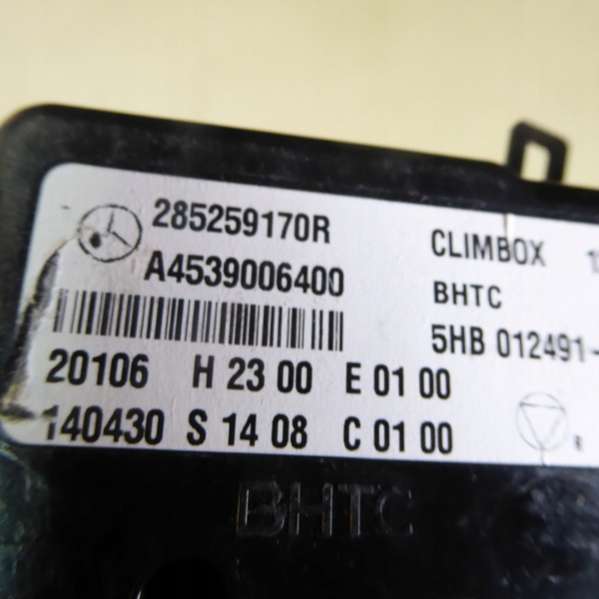 285259170R
A4539006400
20106 H 23 00 E 01 00
140430 S 14 08 C 01 00
CLIMBOX
BHTC
5HB 012491-
R
BHTC